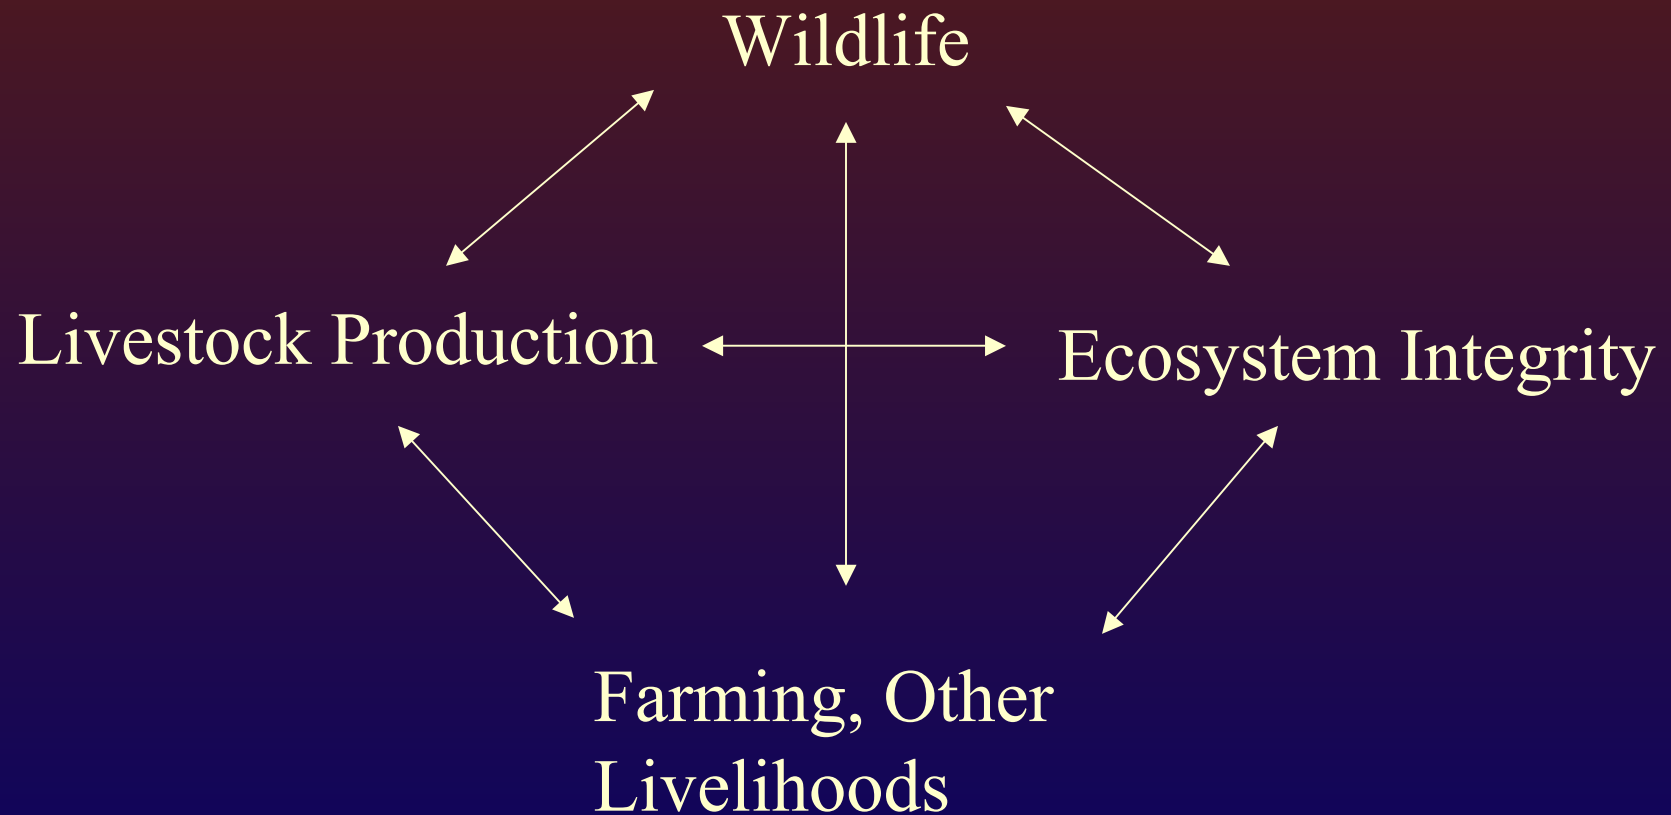 Wildlife
Livestock Production
Ecosystem Integrity
Farming, Other
Livelihoods